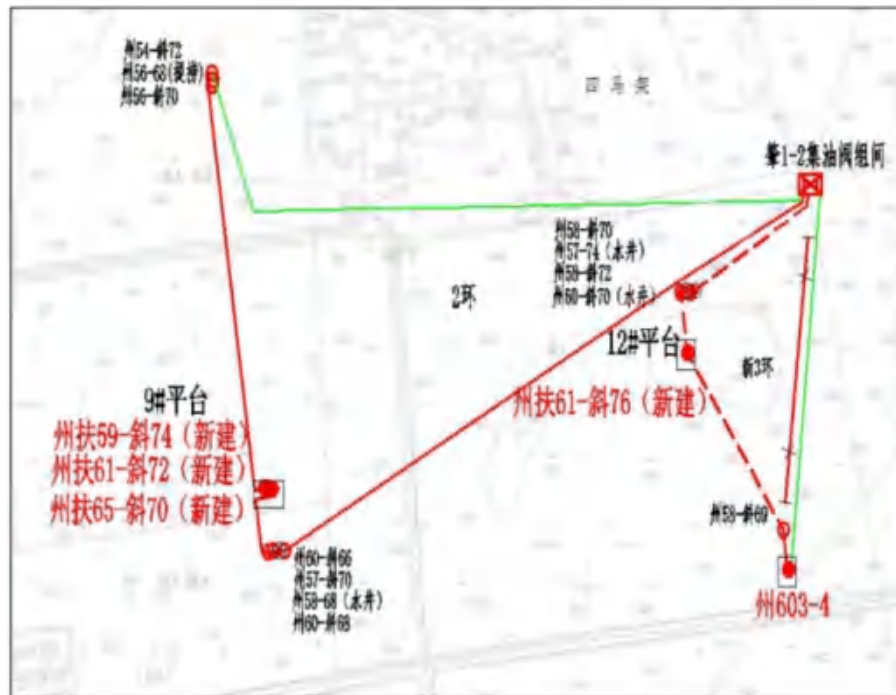 州54-斜72
州56-68(提捞)
州56-斜70
四马架
肇1-2集油阀组间
州58-斜70
州57-74(水井)
州59-斜72
州60-斜70(水井)
2环
12#平台
新3环
9#平台
州扶61-斜76(新建)
州扶59-斜74(新建)
州扶61-斜72(新建)
州扶65-斜70(新建)
州58-斜69
州60-斜66
州57-斜70
州59-68(水井)
州60-斜68
州603-4